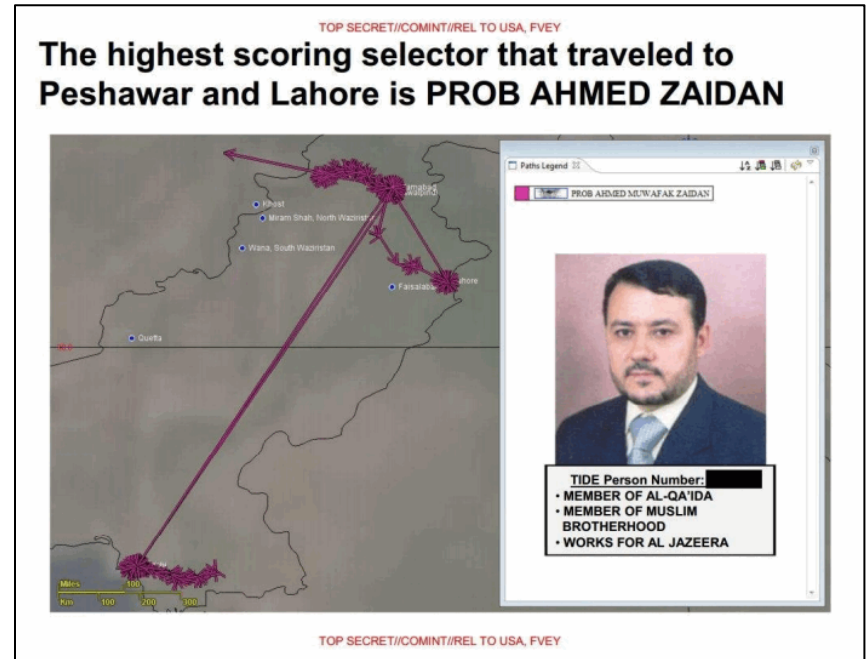 TOP SECRET//COMINT//REL TO USA, FVEY
The highest scoring selector that traveled to
Peshawar and Lahore is PROB AHMED ZAIDAN
Paths Legend
PROB AHMED MUWAFAK ZAIDAN
Khost
Miram Shah, North Waziristan
Wana, South Waziristan
Faisalaba
hore
Quetta
TIDE Person Number:
• MEMBER OF AL-QA'IDA
• MEMBER OF MUSLIM
BROTHERHOOD
• WORKS FOR AL JAZEERA
Miles 100
Km 100 200 300
TOP SECRET//COMINT//REL TO USA, FVEY